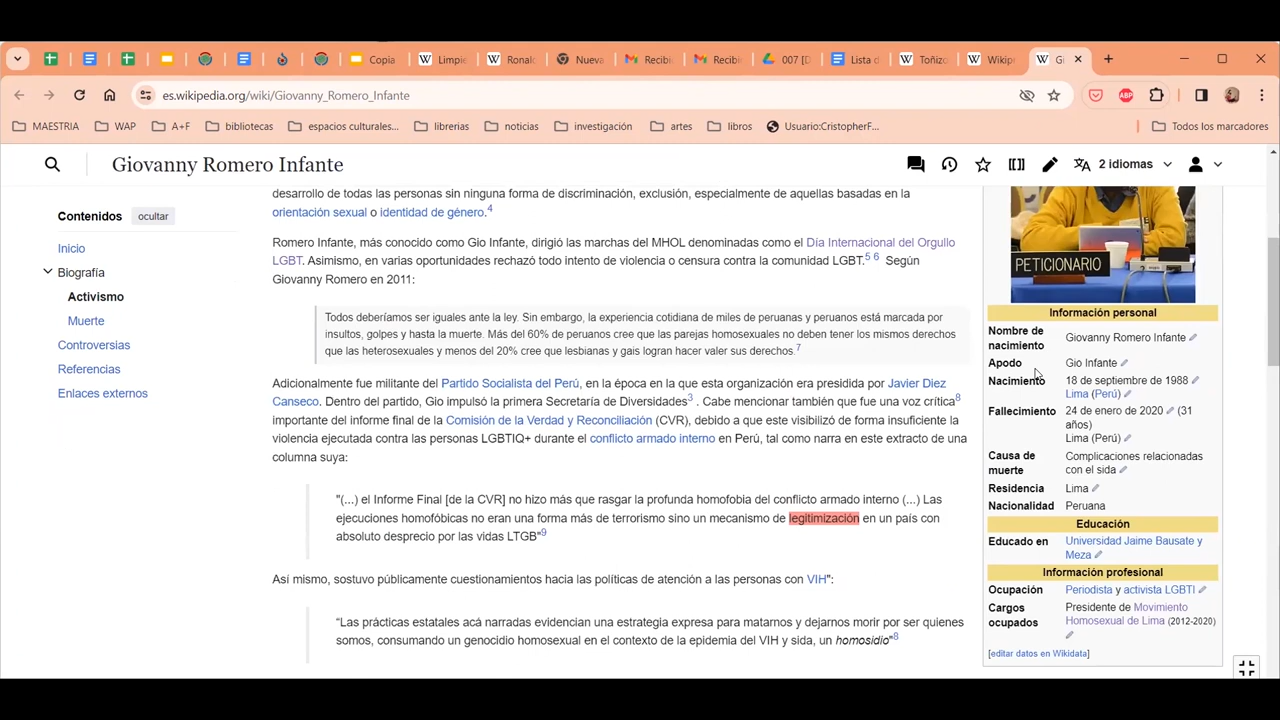 Copia
Limpie
Ronal
Nueva
Recibi
Recib
007 [D
Lista d
Toñizo
Wikipe
Gi
es.wikipedia.org/wiki/Giovanny_Romero_Infante
ABP
MAESTRIA
WAP
A+F
bibliotecas
espacios culturales...
librerias
noticias
investigación
artes
libros
Usuario:CristopherF...
Todos los marcadores
Giovanny Romero Infante
2 idiomas
Contenidos
ocultar
Inicio
Biografía
Activismo
Muerte
Controversias
Referencias
Enlaces externos
desarrollo de todas las personas sin ninguna forma de discriminación, exclusión, especialmente de aquellas basadas en la
orientación sexual o identidad de género.4
Romero Infante, más conocido como Gio Infante, dirigió las marchas del MHOL denominadas como el Día Internacional del Orgullo
LGBT. Asimismo, en varias oportunidades rechazó todo intento de violencia o censura contra la comunidad LGBT.5 6 Según
Giovanny Romero en 2011:
Todos deberíamos ser iguales ante la ley. Sin embargo, la experiencia cotidiana de miles de peruanas y peruanos está marcada por
insultos, golpes y hasta la muerte. Más del 60% de peruanos cree que las parejas homosexuales no deben tener los mismos derechos
que las heterosexuales y menos del 20% cree que lesbianas y gais logran hacer valer sus derechos.7
Adicionalmente fue militante del Partido Socialista del Perú, en la época en la que esta organización era presidida por Javier Diez
Canseco. Dentro del partido, Gio impulsó la primera Secretaría de Diversidades3 . Cabe mencionar también que fue una voz crítica8
importante del informe final de la Comisión de la Verdad y Reconciliación (CVR), debido a que este visibilizó de forma insuficiente la
violencia ejecutada contra las personas LGBTIQ+ durante el conflicto armado interno en Perú, tal como narra en este extracto de una
columna suya:
"(...) el Informe Final [de la CVR] no hizo más que rasgar la profunda homofobia del conflicto armado interno (...) Las
ejecuciones homofóbicas no eran una forma más de terrorismo sino un mecanismo de legitimización en un país con
absoluto desprecio por las vidas LTGB"9
Así mismo, sostuvo públicamente cuestionamientos hacia las políticas de atención a las personas con VIH":
"Las prácticas estatales acá narradas evidencian una estrategia expresa para matarnos y dejarnos morir por ser quienes
somos, consumando un genocidio homosexual en el contexto de la epidemia del VIH y sida, un homosidio"8
PETICIONARIO
Información personal
Nombre de nacimiento Giovanny Romero Infante
Apodo Gio Infante
Nacimiento 18 de septiembre de 1988
Lima (Perú)
Fallecimiento 24 de enero de 2020 (31
años)
Lima (Perú)
Causa de muerte Complicaciones relacionadas
con el sida
Residencia Lima
Nacionalidad Peruana
Educación
Educado en Universidad Jaime Bausate y
Meza
Información profesional
Ocupación Periodista y activista LGBTI
Cargos ocupados Presidente de Movimiento
Homosexual de Lima (2012-2020)
[editar datos en Wikidata]